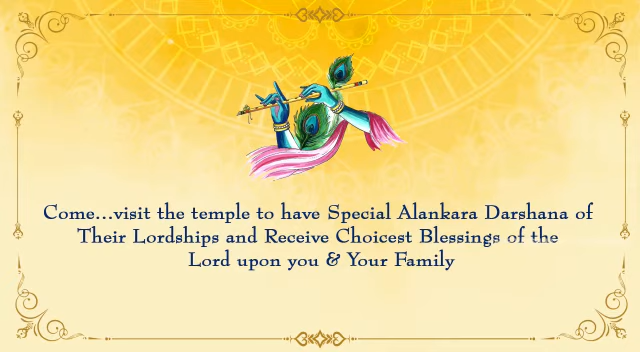 Come...visit the temple to have Special Alankara Darshana of
Their Lordships and Receive Choicest Blessings of the
Lord upon you & Your Family